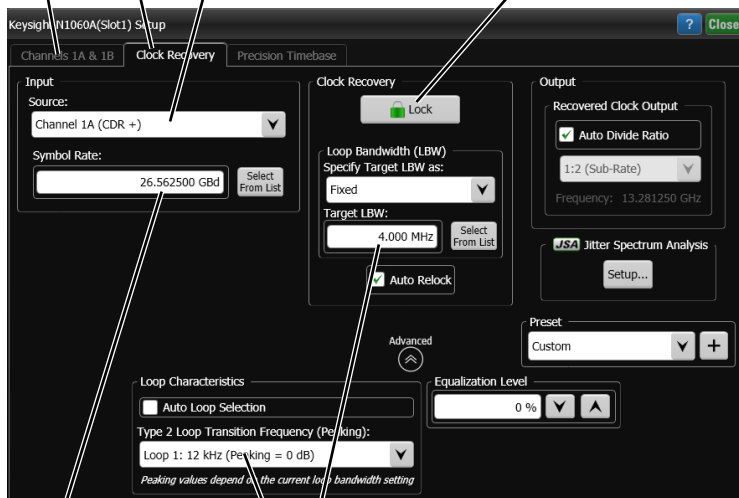 Keysight N1060A(Slot1) Setup
? Close
Channels 1A & 1B Clock Recovery Precision Timebase
Input
Source:
Channel 1A (CDR +)
Symbol Rate:
26.562500 GBd
Select From List
Clock Recovery
Lock
Loop Bandwidth (LBW)
Specify Target LBW as:
Fixed
Target LBW:
4.000 MHz
Select From List
Auto Relock
Output
Recovered Clock Output
Auto Divide Ratio
1:2 (Sub-Rate)
Frequency: 13.281250 GHz
JSA Jitter Spectrum Analysis
Setup...
Preset
Custom
+
Advanced
Loop Characteristics
Auto Loop Selection
Type 2 Loop Transition Frequency (Peaking):
Loop 1: 12 kHz (Peaking = 0 dB)
Peaking values depend on the current loop bandwidth setting
Equalization Level
0 %